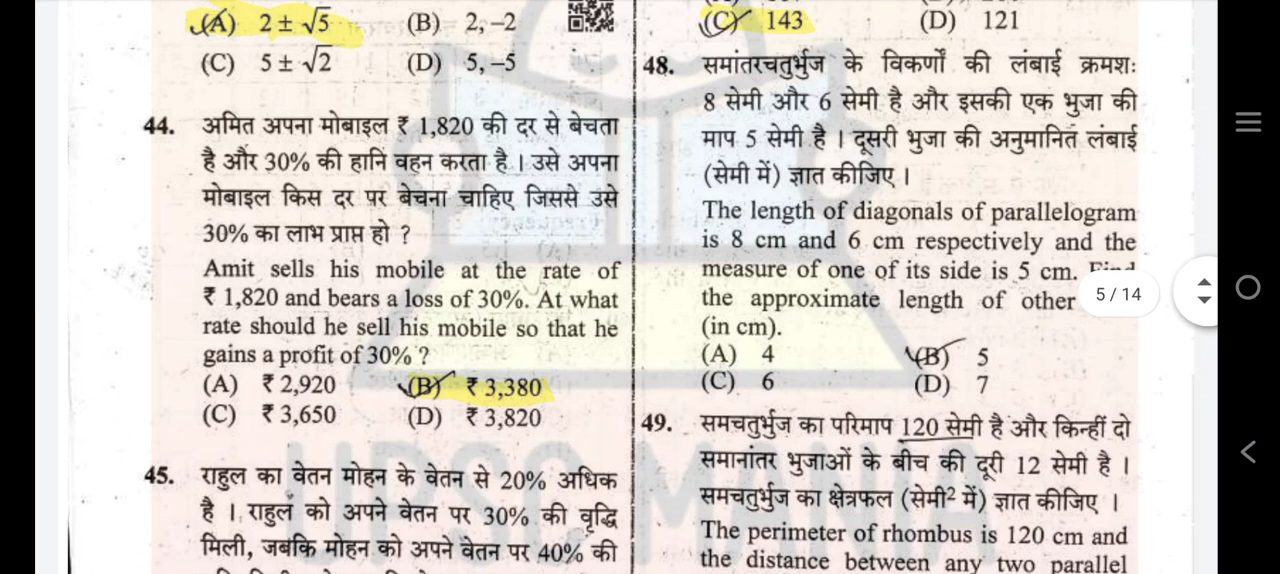 (A) 2 ± √5 (B) 2, –2
(C) 5 ± √2 (D) 5, –5
44. अमित अपना मोबाइल ₹ 1,820 की दर से बेचता
है और 30% की हानि वहन करता है । उसे अपना
मोबाइल किस दर पर बेचना चाहिए जिससे उसे
30% का लाभ प्राप्त हो ?
Amit sells his mobile at the rate of
₹ 1,820 and bears a loss of 30%. At what
rate should he sell his mobile so that he
gains a profit of 30% ?
(A) ₹ 2,920 (B) ₹ 3,380
(C) ₹ 3,650 (D) ₹ 3,820
45. राहुल का वेतन मोहन के वेतन से 20% अधिक
है । राहुल को अपने वेतन पर 30% की वृद्धि
मिली, जबकि मोहन को अपने वेतन पर 40% की
(C) 143 (D) 121
48. समांतरचतुर्भुज के विकर्णों की लंबाई क्रमशः
8 सेमी और 6 सेमी है और इसकी एक भुजा की
माप 5 सेमी है । दूसरी भुजा की अनुमानित लंबाई
(सेमी में) ज्ञात कीजिए ।
The length of diagonals of parallelogram
is 8 cm and 6 cm respectively and the
measure of one of its side is 5 cm.
the approximate length of other
(in cm).
(A) 4 (B) 5
(C) 6 (D) 7
49. समचतुर्भुज का परिमाप 120 सेमी है और किन्हीं दो
समानांतर भुजाओं के बीच की दूरी 12 सेमी है ।
समचतुर्भुज का क्षेत्रफल (सेमी² में) ज्ञात कीजिए ।
The perimeter of rhombus is 120 cm and
the distance between any two parallel
5 / 14
UPSC MANIA